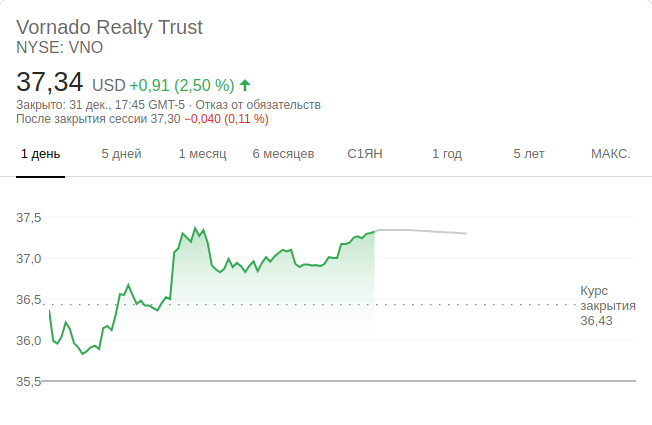 Vornado Realty Trust
NYSE: VNO
37,34 USD +0,91 (2,50 %)
Закрыто: 31 дек., 17:45 GMT-5 · Отказ от обязательств
После закрытия сессии 37,30 −0,040 (0,11 %)
1 день 5 дней 1 месяц 6 месяцев С1ЯН 1 год 5 лет МАКС.
37,5
37,0
36,5
36,0
35,5
Курс
закрытия
36,43